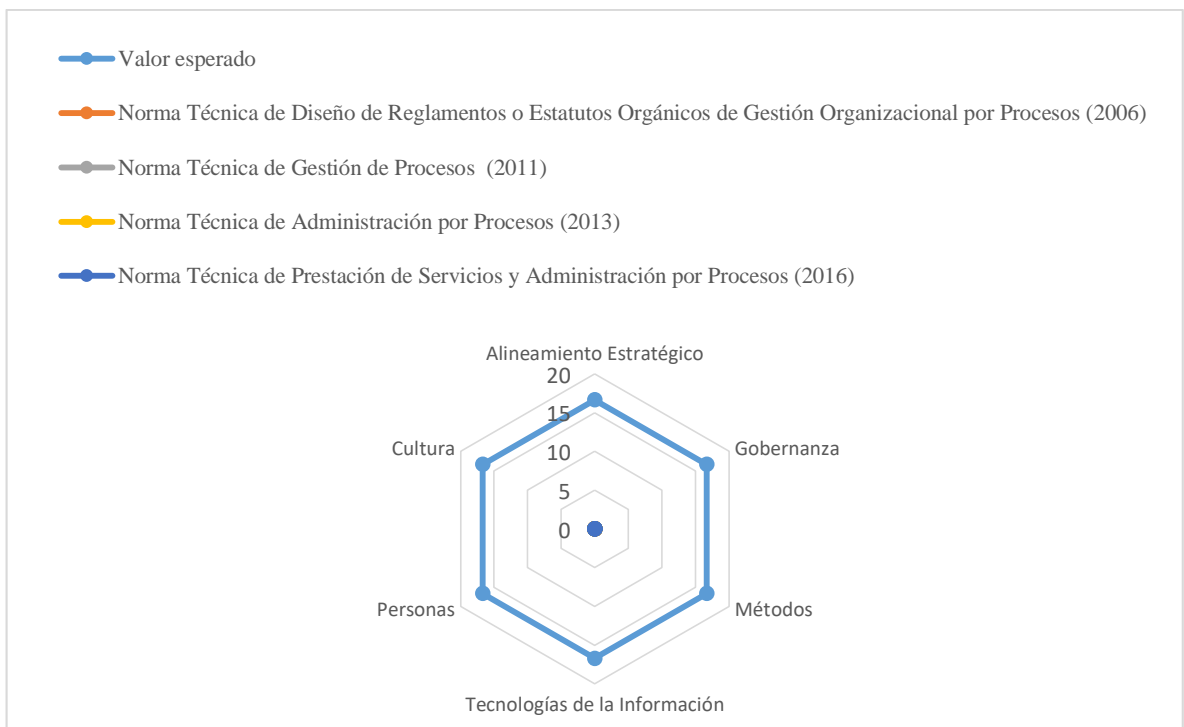 Valor esperado
Norma Técnica de Diseño de Reglamentos o Estatutos Orgánicos de Gestión Organizacional por Procesos (2006)
Norma Técnica de Gestión de Procesos  (2011)
Norma Técnica de Administración por Procesos (2013)
Norma Técnica de Prestación de Servicios y Administración por Procesos (2016)
Alineamiento Estratégico
20
15
Cultura
Gobernanza
10
5
0
Personas
Métodos
Tecnologías de la Información